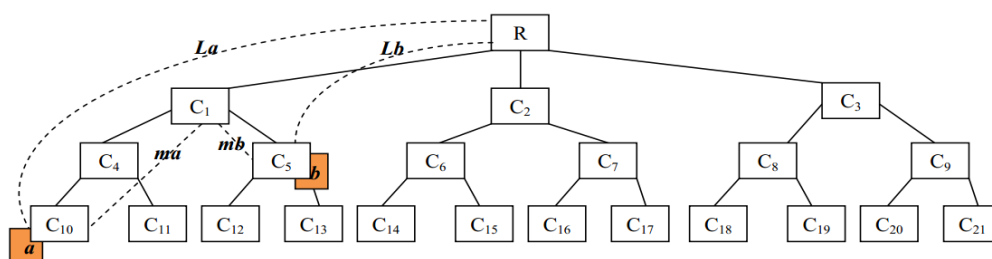 R
La
Lb
C₁
C₂
C₃
ma
mb
C₄
C₅
C₆
C₇
C₈
C₉
b
C₁₀
C₁₁
C₁₂
C₁₃
C₁₄
C₁₅
C₁₆
C₁₇
C₁₈
C₁₉
C₂₀
C₂₁
a